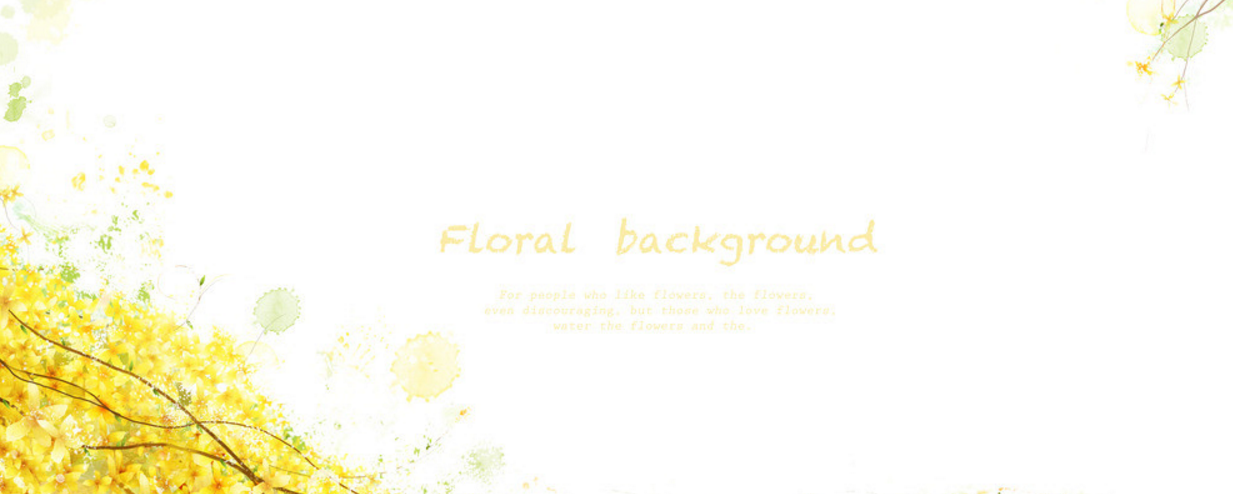 Floral background
For people who like flowers, the flowers,
even discouraging, but those who love flowers,
water the flowers and the.